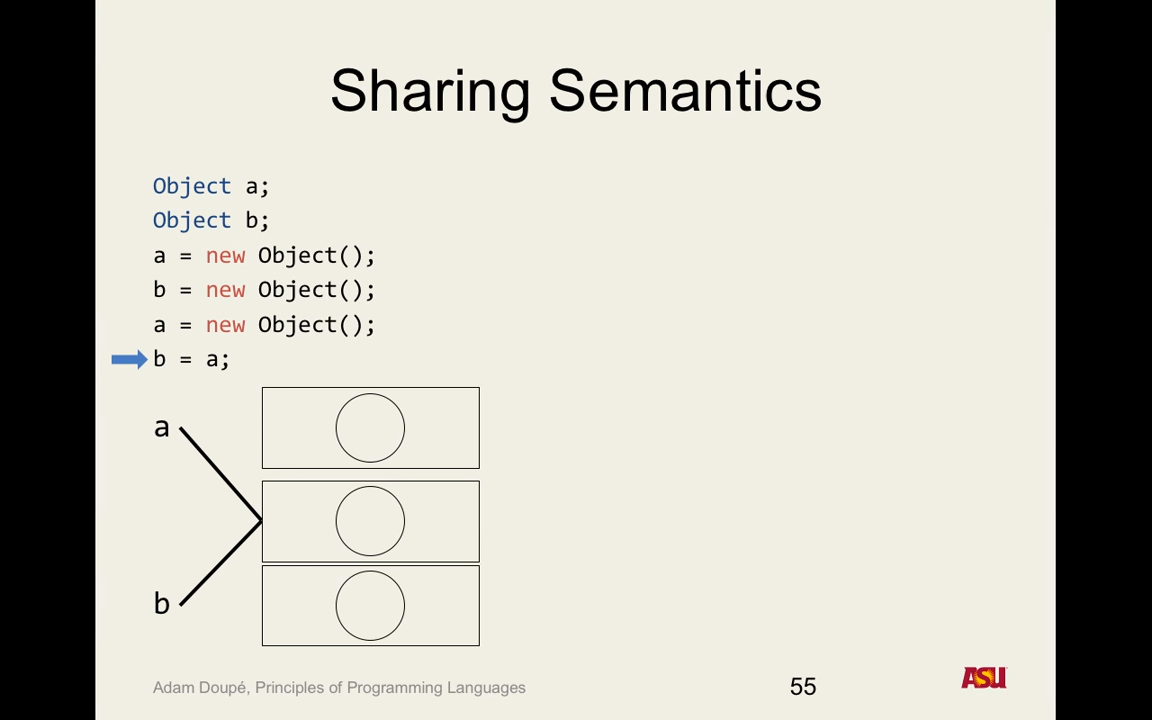 Sharing Semantics
Object a;
Object b;
a = new Object();
b = new Object();
a = new Object();
b = a;
a
b
Adam Doupé, Principles of Programming Languages
55
ASU